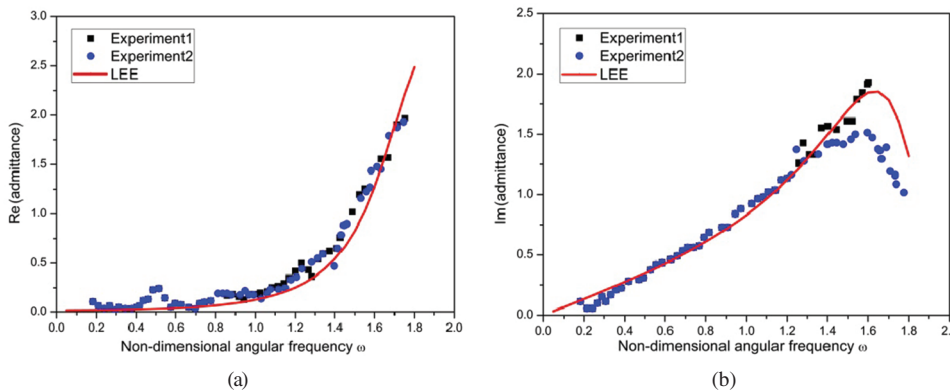 (a)
3.0
2.5
2.0
1.5
1.0
0.5
0.0
Re(admittance)
Experiment1
Experiment2
LEE
0.0 0.2 0.4 0.6 0.8 1.0 1.2 1.4 1.6 1.8 2.0
Non-dimensional angular frequency ω
(a)
(b)
3.0
2.5
2.0
1.5
1.0
0.5
0.0
Im(admittance)
Experiment1
Experiment2
LEE
0.0 0.2 0.4 0.6 0.8 1.0 1.2 1.4 1.6 1.8
Non-dimensional angular frequency ω
(b)